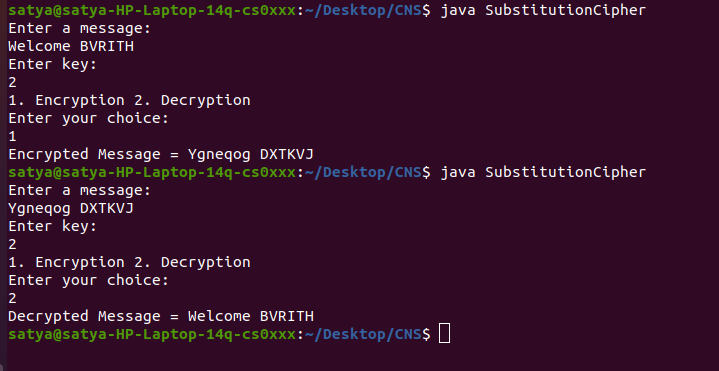 satya@satya-HP-Laptop-14q-cs0xxx:~/Desktop/CNS$ java SubstitutionCipher
Enter a message:
Welcome BVRITH
Enter key:
2
1. Encryption 2. Decryption
Enter your choice:
1
Encrypted Message = Ygneqog DXTKVJ
satya@satya-HP-Laptop-14q-cs0xxx:~/Desktop/CNS$ java SubstitutionCipher
Enter a message:
Ygneqog DXTKVJ
Enter key:
2
1. Encryption 2. Decryption
Enter your choice:
2
Decrypted Message = Welcome BVRITH
satya@satya-HP-Laptop-14q-cs0xxx:~/Desktop/CNS$